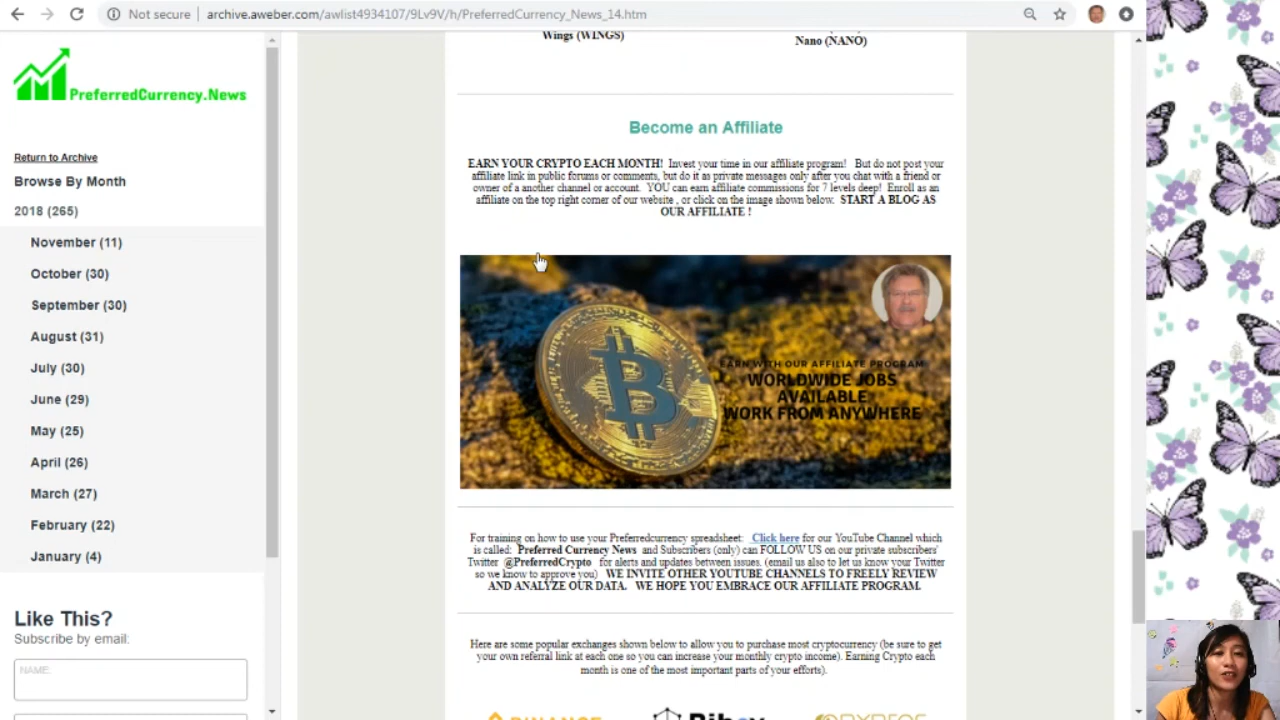 Not secure
archive.aweber.com/awlist4934107/9Lv9V/h/PreferredCurrency_News_14.htm
PreferredCurrency.News
Return to Archive
Browse By Month
2018 (265)
November (11)
October (30)
September (30)
August (31)
July (30)
June (29)
May (25)
April (26)
March (27)
February (22)
January (4)
Like This?
Subscribe by email:
NAME
Wings (WINGS)
Nano (NANO)
Become an Affiliate
EARN YOUR CRYPTO EACH MONTH! Invest your time in our affiliate program! But do not post your
affiliate link in public forums or comments, but do it as private messages only after you chat with a friend or
owner of a another channel or account. YOU can earn affiliate commissions for 7 levels deep! Enroll as an
affiliate on the top right corner of our website , or click on the image shown below. START A BLOG AS
OUR AFFILIATE !
EARN WITH OUR AFFILIATE PROGRAM
WORLDWIDE JOBS
AVAILABLE
WORK FROM ANYWHERE
For training on how to use your Preferredcurrency spreadsheet: Click here for our YouTube Channel which
is called: Preferred Currency News and Subscribers (only) can FOLLOW US on our private subscribers'
Twitter @PreferredCrypto for alerts and updates between issues. (email us also to let us know your Twitter
so we know to approve you) WE INVITE OTHER YOUTUBE CHANNELS TO FREELY REVIEW
AND ANALYZE OUR DATA. WE HOPE YOU EMBRACE OUR AFFILIATE PROGRAM.
Here are some popular exchanges shown below to allow you to purchase most cryptocurrency (be sure to get
your own referral link at each one so you can increase your monthly crypto income). Earning Crypto each
month is one of the most important parts of your efforts).
BINANCE